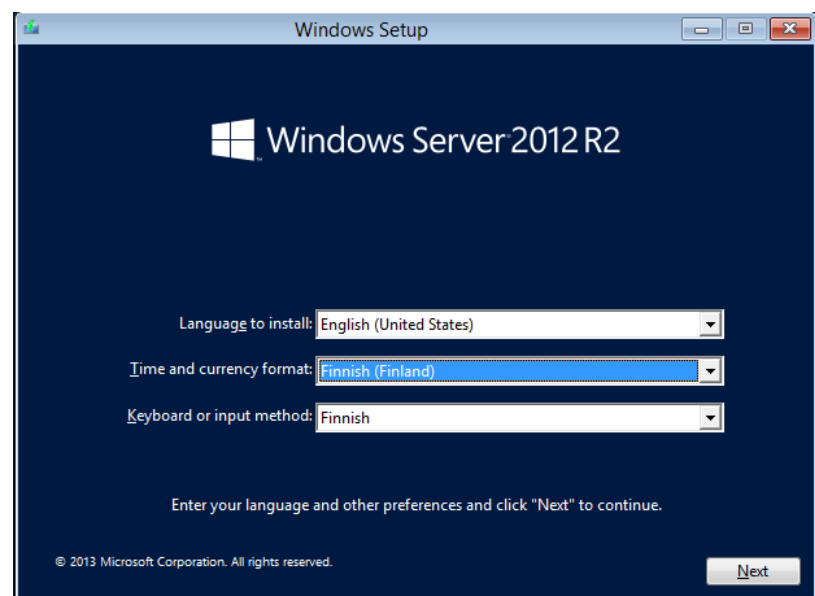 Windows Setup
Windows Server 2012 R2
Language to install: English (United States)
Time and currency format: Finnish (Finland)
Keyboard or input method: Finnish
Enter your language and other preferences and click "Next" to continue.
© 2013 Microsoft Corporation. All rights reserved.
Next